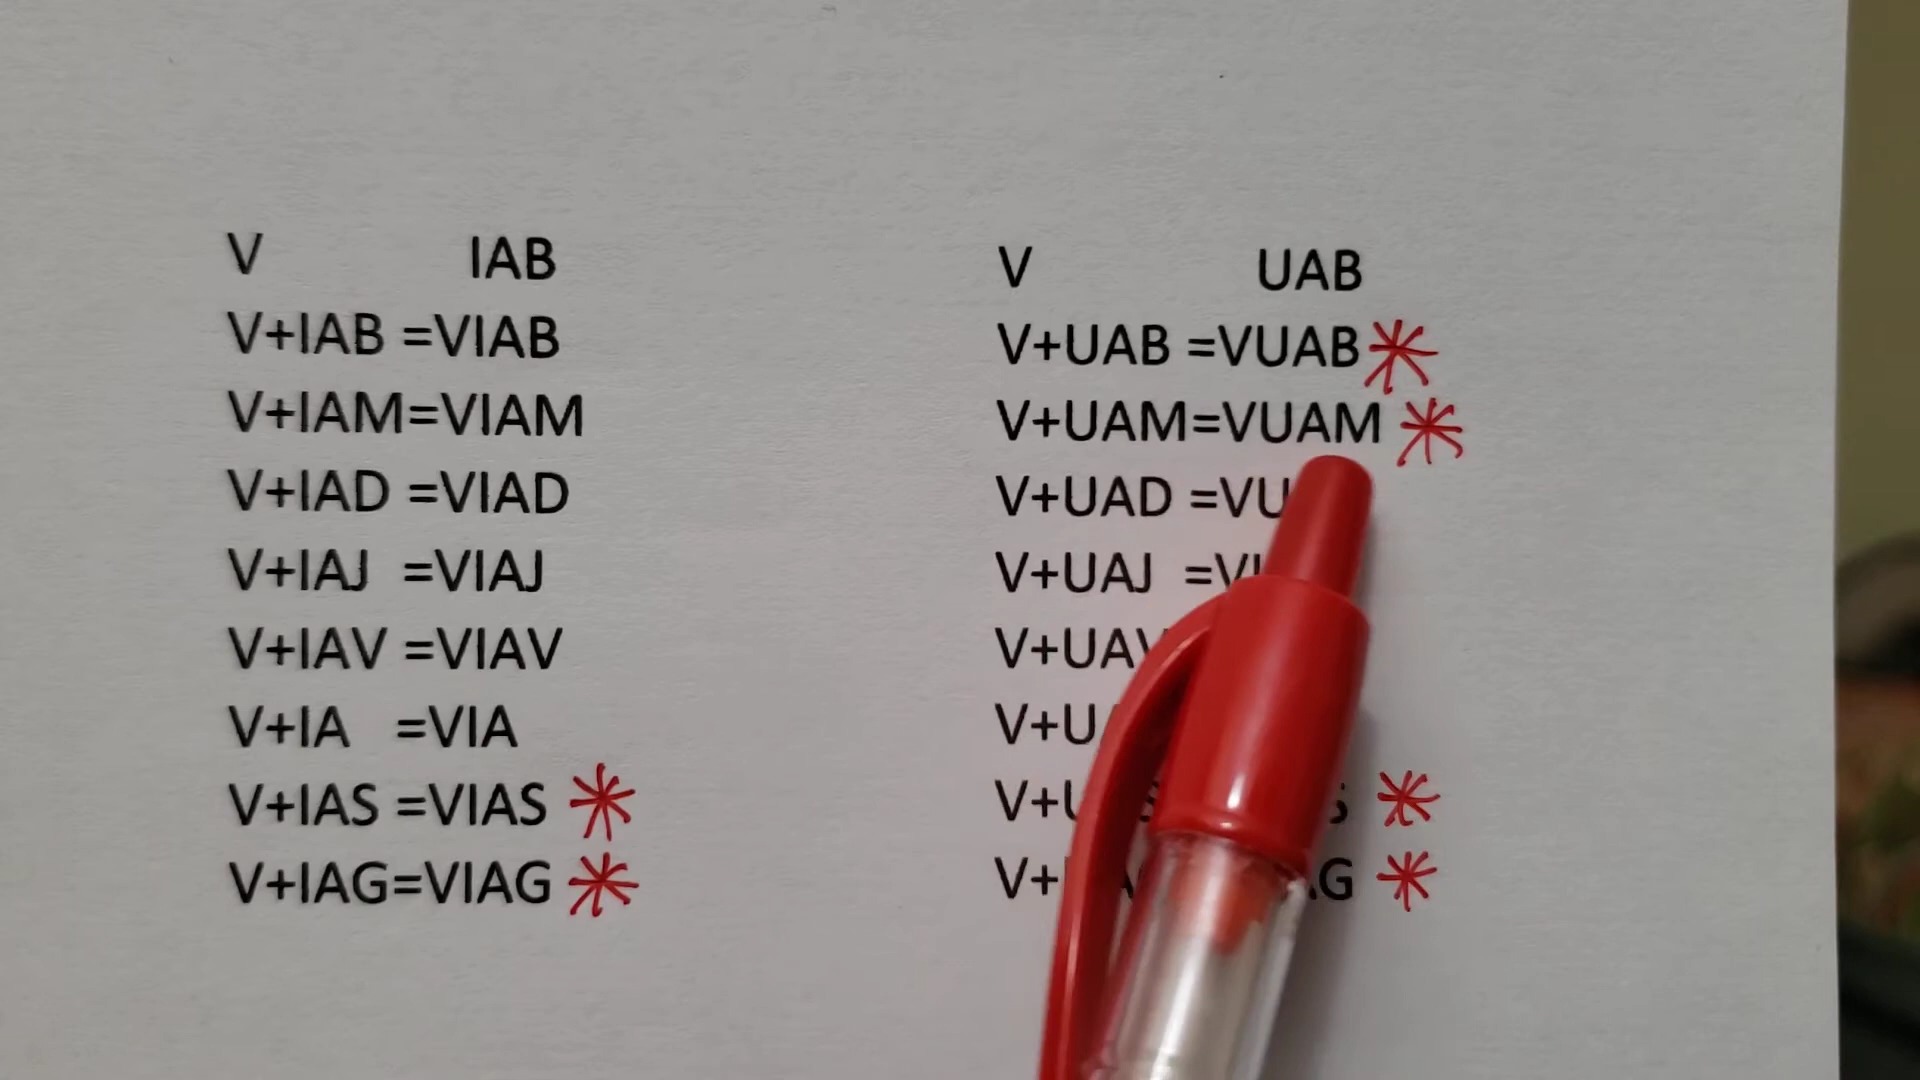 V IAB
V+IAB =VIAB
V+IAM=VIAM
V+IAD =VIAD
V+IAJ =VIAJ
V+IAV =VIAV
V+IA =VIA
V+IAS =VIAS
V+IAG=VIAG
V UAB
V+UAB =VUAB
V+UAM=VUAM
V+UAD
V+UAJ